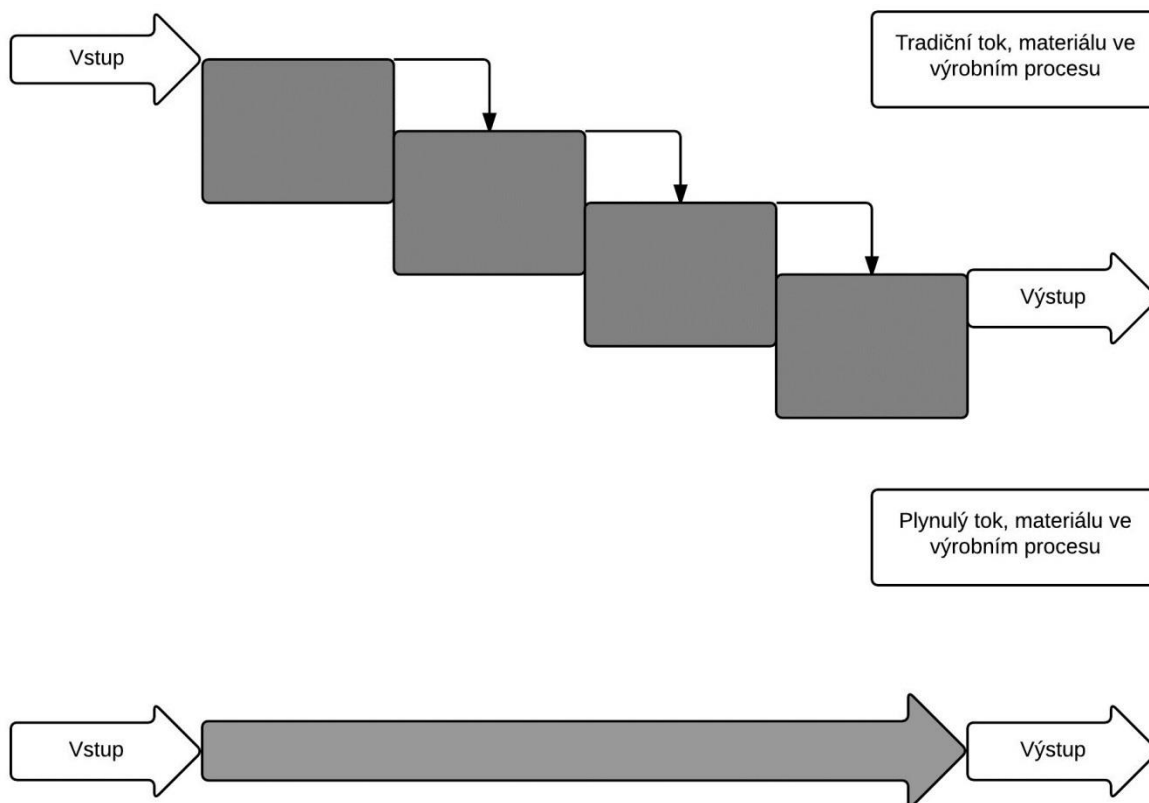 Vstup
Tradiční tok, materiálu ve
výrobním procesu
Výstup
Plynulý tok, materiálu ve
výrobním procesu
Vstup
Výstup